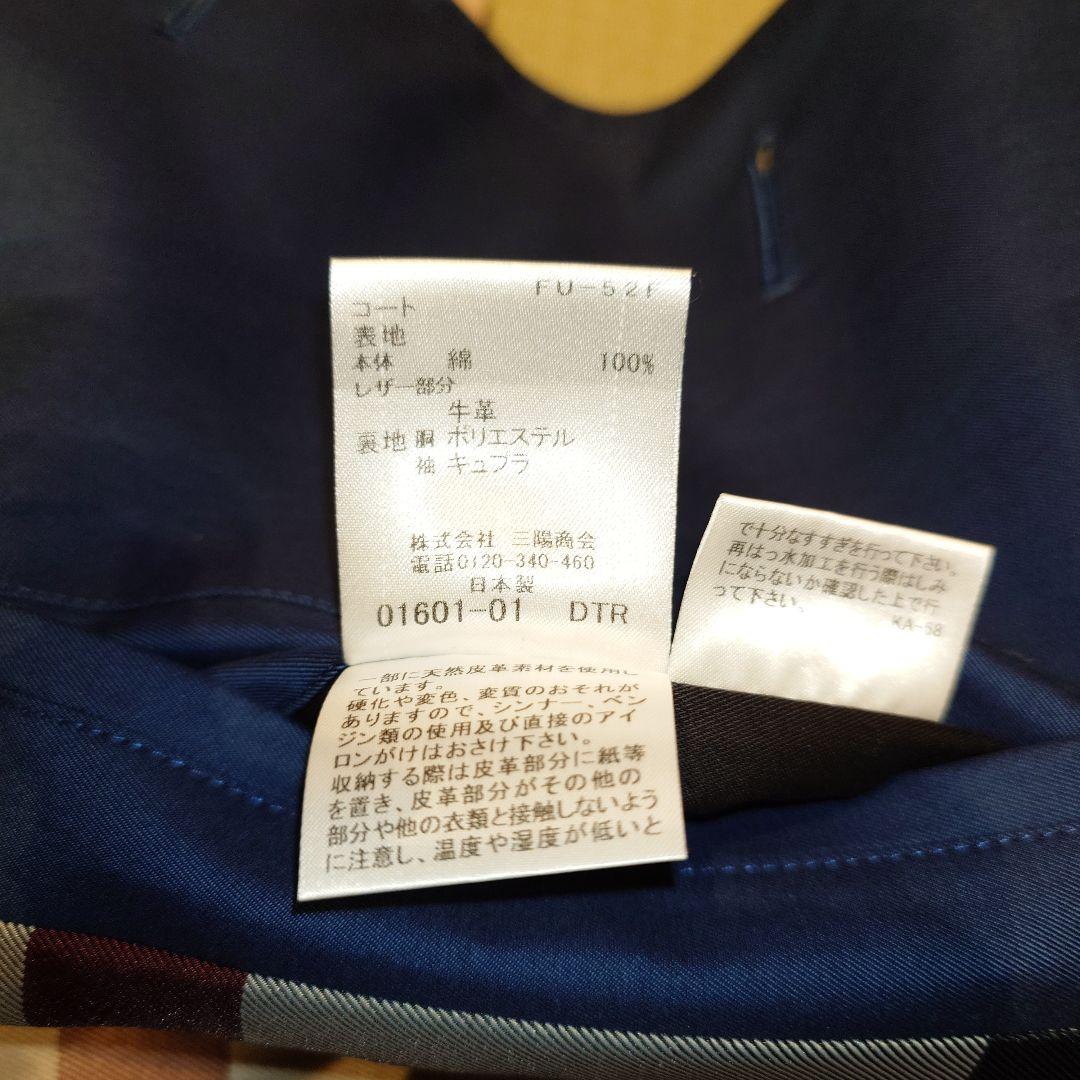 FU-52F
コート
表地
本体 綿 100%
レザー部分
牛革
裏地 胴 ポリエステル
袖 キュプラ
株式会社 三陽商会
電話0120-340-460
日本製
01601-01 DTR
一部に天然皮革素材を使用し
ています。
硬化や変色、変質のおそれが
ありますので、シンナー、ベン
ジン類の使用及び直接のアイ
ロンがけはおさけ下さい。
収納する際は皮革部分に紙等
を置き、皮革部分がその他の
部分や他の衣類と接触しないよう
に注意し、温度や湿度が低いと
で十分なすすぎを行って下さい。
再はっ水加工を行う際はしみ
にならないか確認した上で行
って下さい。
KA-68